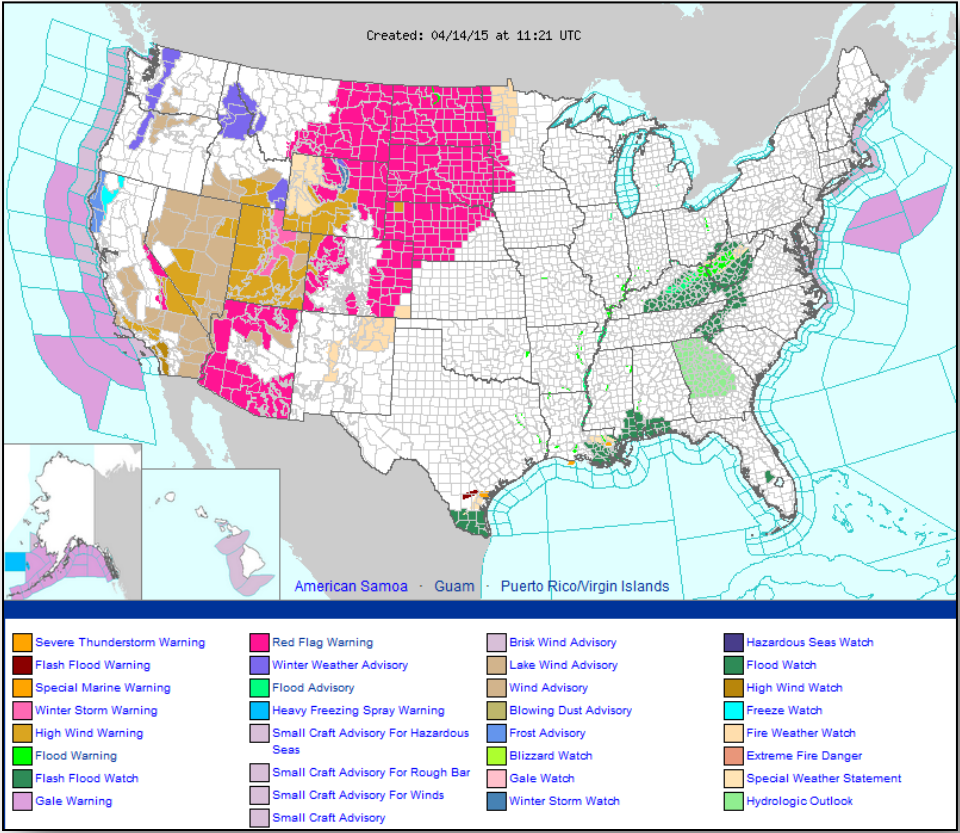 Created: 04/14/15 at 11:21 UTC
American Samoa · Guam · Puerto Rico/Virgin Islands
Severe Thunderstorm Warning
Flash Flood Warning
Special Marine Warning
Winter Storm Warning
High Wind Warning
Flood Warning
Flash Flood Watch
Gale Warning
Red Flag Warning
Winter Weather Advisory
Flood Advisory
Heavy Freezing Spray Warning
Small Craft Advisory For Hazardous
Seas
Small Craft Advisory For Rough Bar
Small Craft Advisory For Winds
Small Craft Advisory
Brisk Wind Advisory
Lake Wind Advisory
Wind Advisory
Blowing Dust Advisory
Frost Advisory
Blizzard Watch
Gale Watch
Winter Storm Watch
Hazardous Seas Watch
Flood Watch
High Wind Watch
Freeze Watch
Fire Weather Watch
Extreme Fire Danger
Special Weather Statement
Hydrologic Outlook